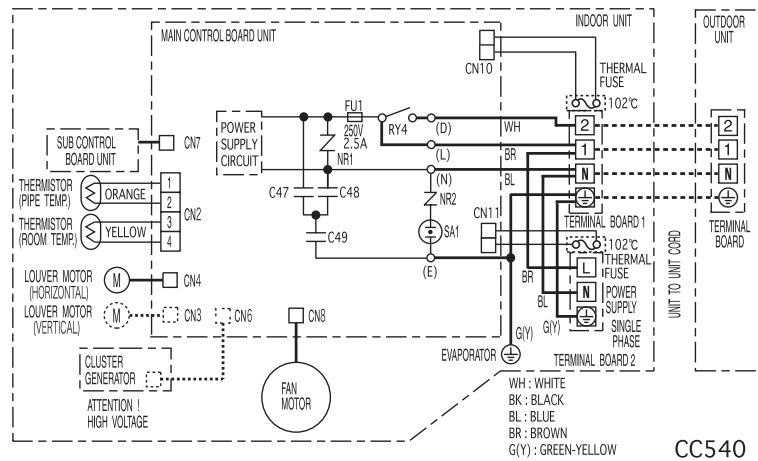 INDOOR UNIT
OUTDOOR
UNIT
MAIN CONTROL BOARD UNIT
CN10
THERMAL
FUSE
102℃
FU1
250V
2.5A
RY4
(D)
WH
2
2
POWER
SUPPLY
CIRCUIT
NR1
(L)
BR
1
1
SUB CONTROL
BOARD UNIT
CN7
(N)
BL
N
N
THERMISTOR
(PIPE TEMP.)
ORANGE
1
2
CN2
C47
C48
NR2
THERMISTOR
(ROOM TEMP.)
YELLOW
3
4
C49
SA1
CN11
TERMINAL BOARD 1
TERMINAL
BOARD
102℃
(E)
THERMAL
FUSE
LOUVER MOTOR
(HORIZONTAL)
M
CN4
BR
L
LOUVER MOTOR
(VERTICAL)
M
CN3
CN6
CN8
BL
N
POWER
SUPPLY
G(Y)
G(Y)
SINGLE
PHASE
UNIT TO UNIT CORD
EVAPORATOR
TERMINAL BOARD 2
CLUSTER
GENERATOR
ATTENTION !
HIGH VOLTAGE
FAN
MOTOR
WH : WHITE
BK : BLACK
BL : BLUE
BR : BROWN
G(Y) : GREEN-YELLOW
CC540